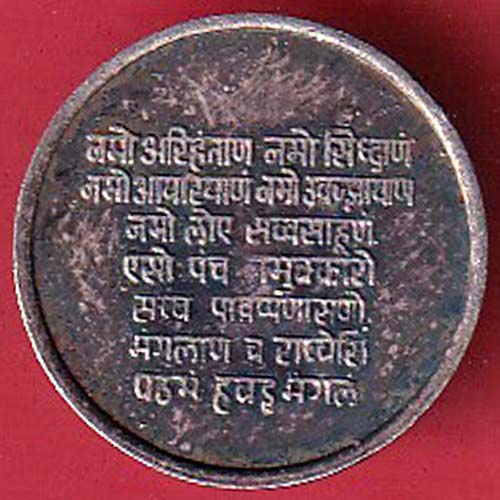 नमो अरिहंताण नमो सिध्दाणं
नमो आयरियाणं नमो उवज्झायाण
नमो लोए सव्वसाहूणं.
एसो पंच नमुक्कारो
सव्व पावप्पणासणो.
मंगलाण च सव्वेसिं
पढमं हवइ मंगलं